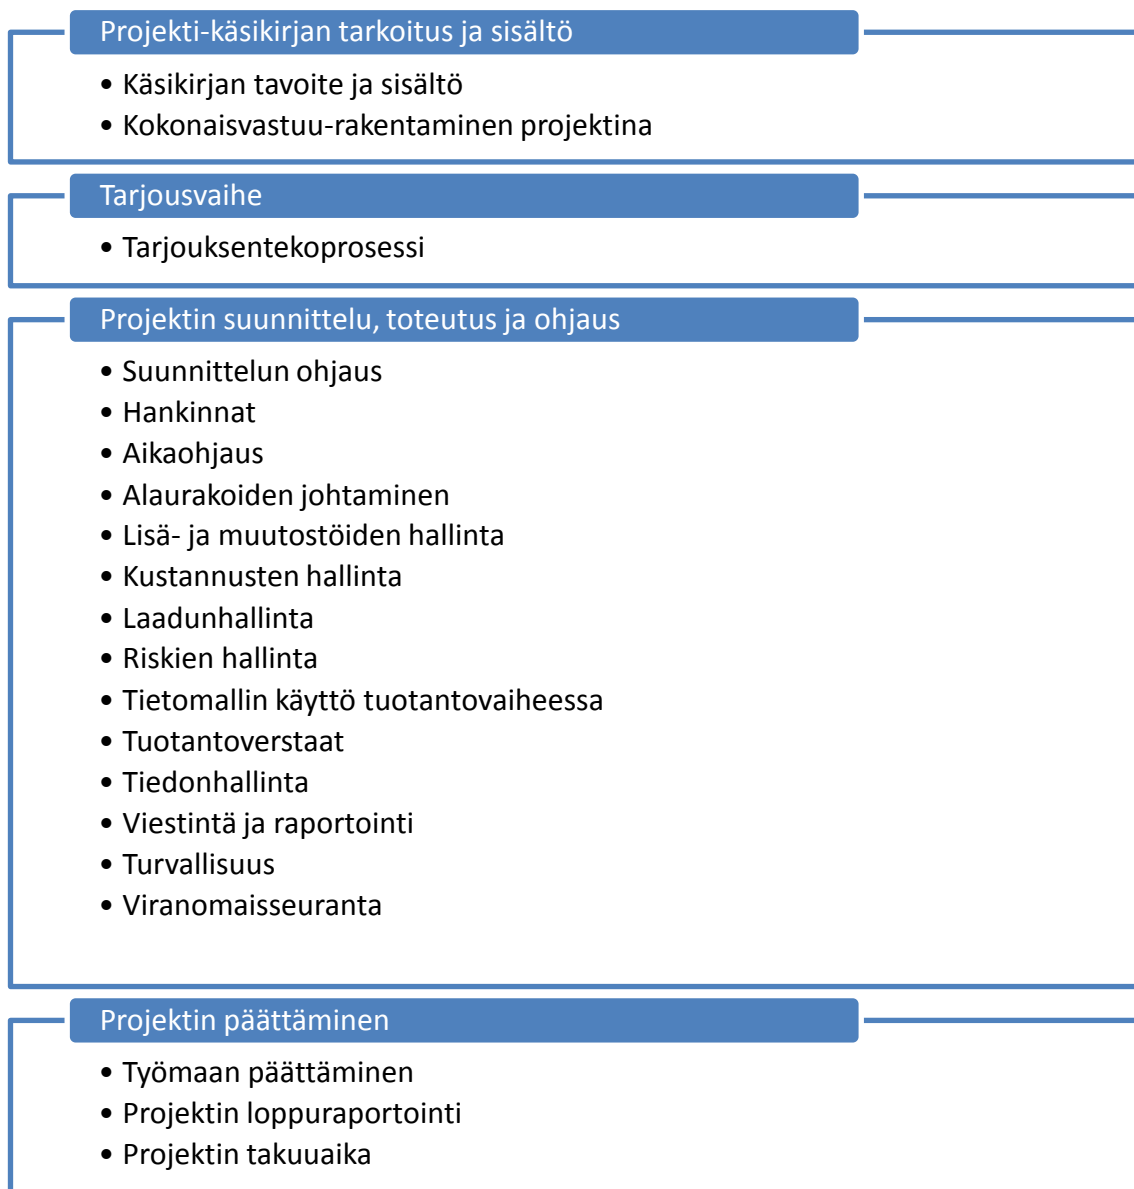 Projekti-käsikirjan tarkoitus ja sisältö
• Käsikirjan tavoite ja sisältö
• Kokonaisvastuu-rakentaminen projektina
Tarjousvaihe
• Tarjouksentekoprosessi
Projektin suunnittelu, toteutus ja ohjaus
• Suunnittelun ohjaus
• Hankinnat
• Aikaohjaus
• Alaurakoiden johtaminen
• Lisä- ja muutostöiden hallinta
• Kustannusten hallinta
• Laadunhallinta
• Riskien hallinta
• Tietomallin käyttö tuotantovaiheessa
• Tuotantoverstaat
• Tiedonhallinta
• Viestintä ja raportointi
• Turvallisuus
• Viranomaisseuranta
Projektin päättäminen
• Työmaan päättäminen
• Projektin loppuraportointi
• Projektin takuuaika